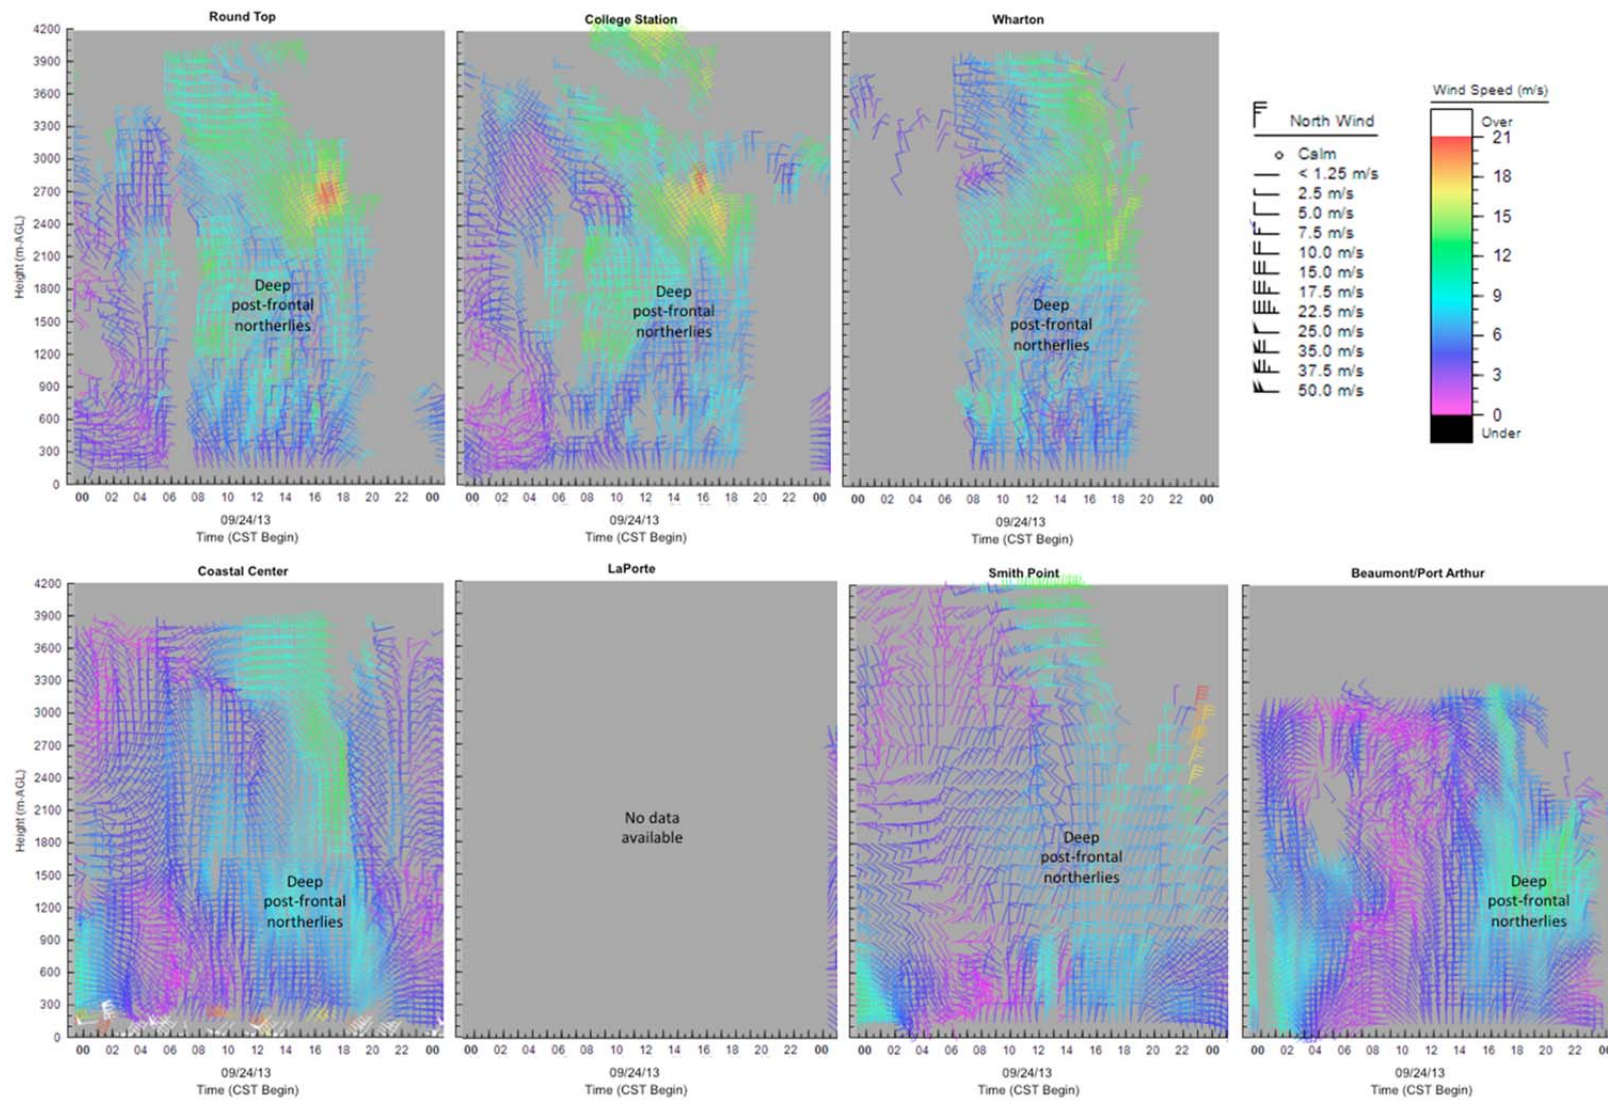 Round Top
College Station
Wharton
4200
3900
3600
3300
3000
2700
2400
2100
1800
1500
1200
900
600
300
0
Height (m-AGL)
Deep
post-frontal
northerlies
Deep
post-frontal
northerlies
Deep
post-frontal
northerlies
00 02 04 06 08 10 12 14 16 18 20 22 00
00 02 04 06 08 10 12 14 16 18 20 22 00
00 02 04 06 08 10 12 14 16 18 20 22 00
09/24/13
Time (CST Begin)
09/24/13
Time (CST Begin)
09/24/13
Time (CST Begin)
North Wind
Calm
< 1.25 m/s
2.5 m/s
5.0 m/s
7.5 m/s
10.0 m/s
15.0 m/s
17.5 m/s
22.5 m/s
25.0 m/s
35.0 m/s
37.5 m/s
50.0 m/s
Wind Speed (m/s)
Over
21
18
15
12
9
6
3
0
Under
Coastal Center
LaPorte
Smith Point
Beaumont/Port Arthur
4200
3900
3600
3300
3000
2700
2400
2100
1800
1500
1200
900
600
300
0
Height (m-AGL)
Deep
post-frontal
northerlies
No data
available
Deep
post-frontal
northerlies
Deep
post-frontal
northerlies
00 02 04 06 08 10 12 14 16 18 20 22 00
00 02 04 06 08 10 12 14 16 18 20 22 00
00 02 04 06 08 10 12 14 16 18 20 22 00
00 02 04 06 08 10 12 14 16 18 20 22 00
09/24/13
Time (CST Begin)
09/24/13
Time (CST Begin)
09/24/13
Time (CST Begin)
09/24/13
Time (CST Begin)